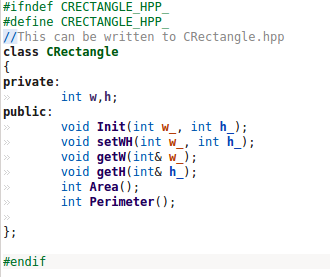 #ifndef CRECTANGLE_HPP_
#define CRECTANGLE_HPP_
//This can be written to CRectangle.hpp
class CRectangle
{
private:
» int w,h;
public:
» void Init(int w_, int h_);
» void setWH(int w_, int h_);
» void getW(int& w_);
» void getH(int& h_);
» int Area();
» int Perimeter();
»
};
#endif